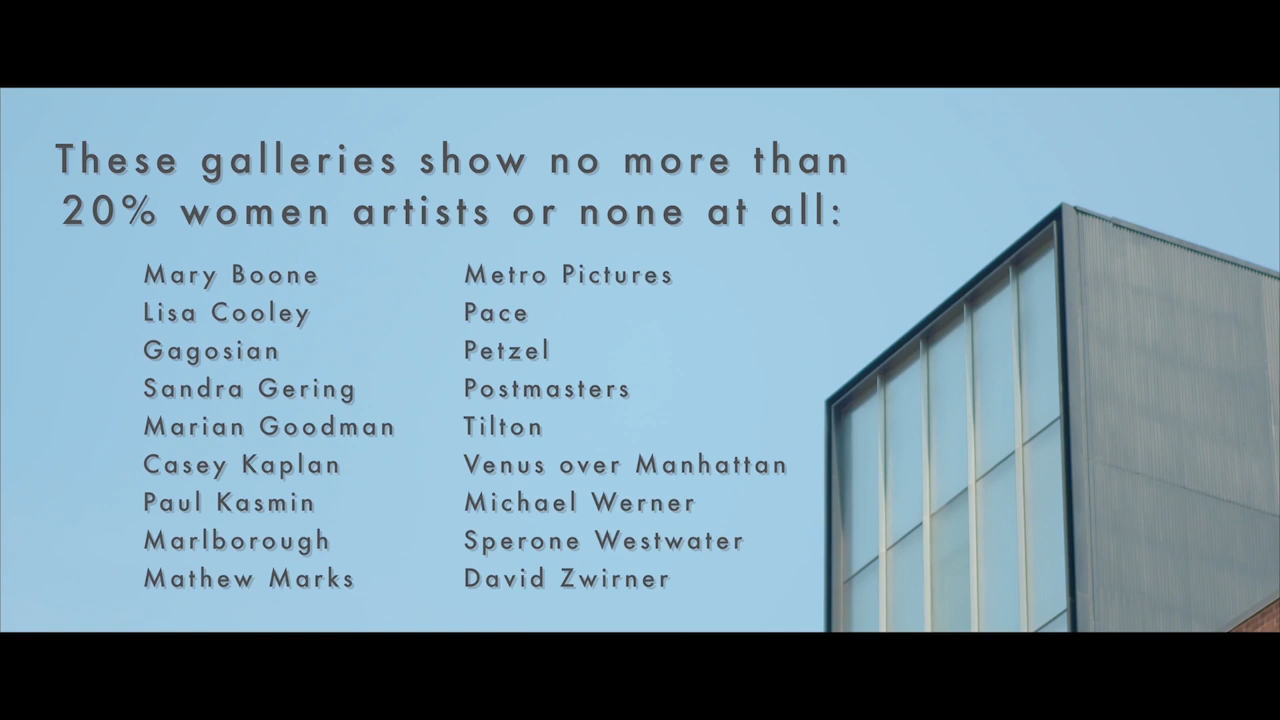 These galleries show no more than
20% women artists or none at all:
Mary Boone
Lisa Cooley
Gagosian
Sandra Gering
Marian Goodman
Casey Kaplan
Paul Kasmin
Marlborough
Mathew Marks
Metro Pictures
Pace
Petzel
Postmasters
Tilton
Venus over Manhattan
Michael Werner
Sperone Westwater
David Zwirner